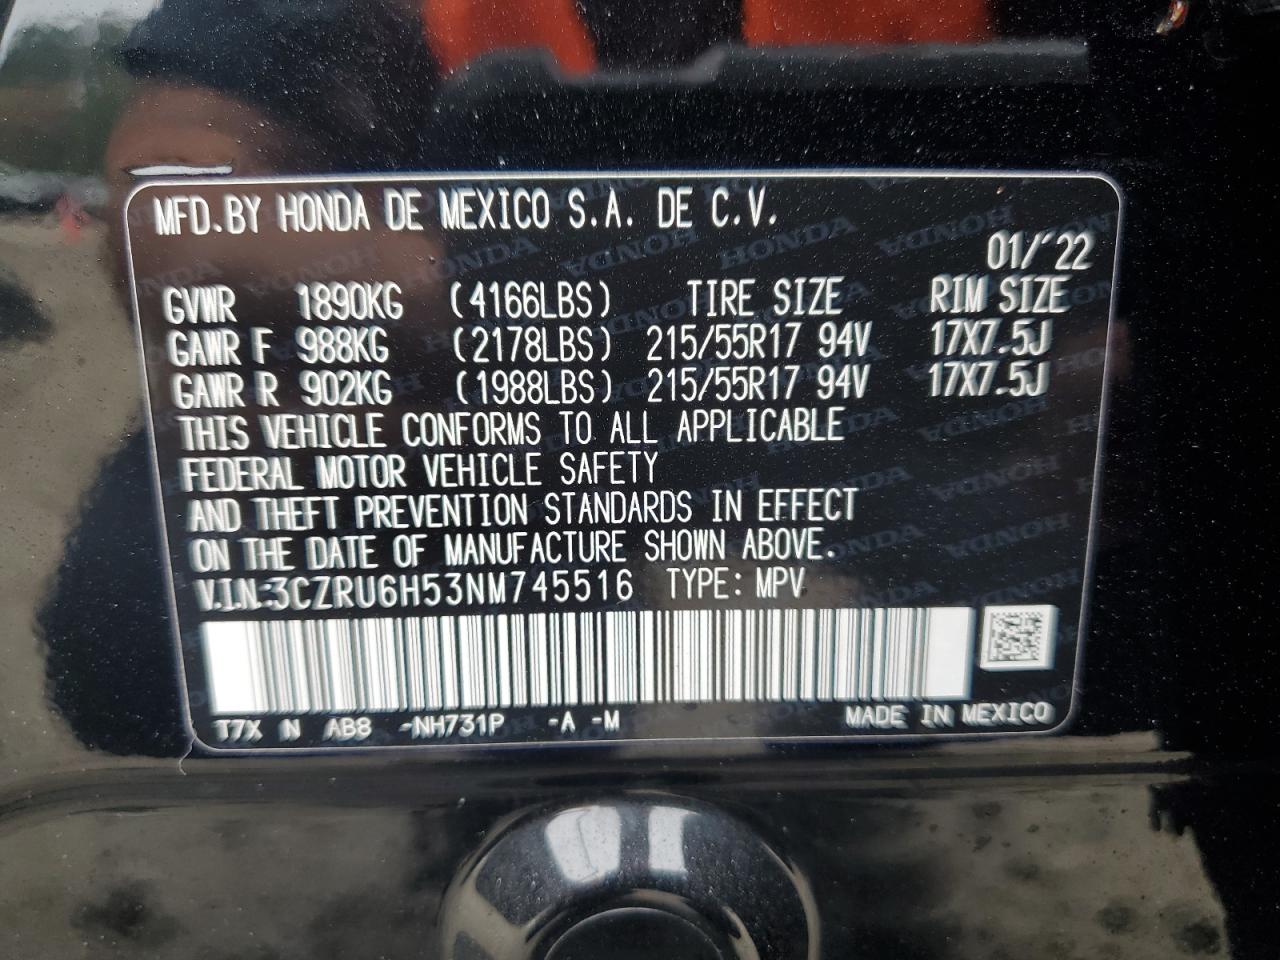 MFD.BY HONDA DE MEXICO S.A. DE C.V.
01/'22
GVWR 1890KG (4166LBS) TIRE SIZE RIM SIZE
GAWR F 988KG (2178LBS) 215/55R17 94V 17X7.5J
GAWR R 902KG (1988LBS) 215/55R17 94V 17X7.5J
THIS VEHICLE CONFORMS TO ALL APPLICABLE
FEDERAL MOTOR VEHICLE SAFETY
AND THEFT PREVENTION STANDARDS IN EFFECT
ON THE DATE OF MANUFACTURE SHOWN ABOVE.
V.I.N.:3CZRU6H53NM745516 TYPE: MPV
T7X N AB8 -NH731P -A -M MADE IN MEXICO